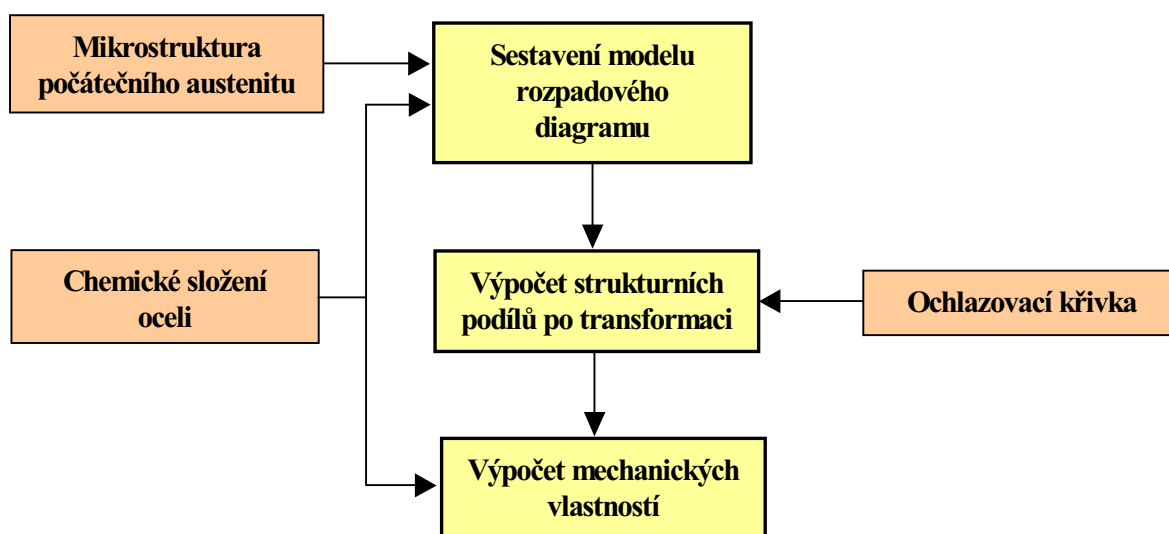 Mikrostruktura
počátečního austenitu
Sestavení modelu
rozpadového
diagramu
Chemické složení
oceli
Výpočet strukturních
podílů po transformaci
Ochlazovací křivka
Výpočet mechanických
vlastností